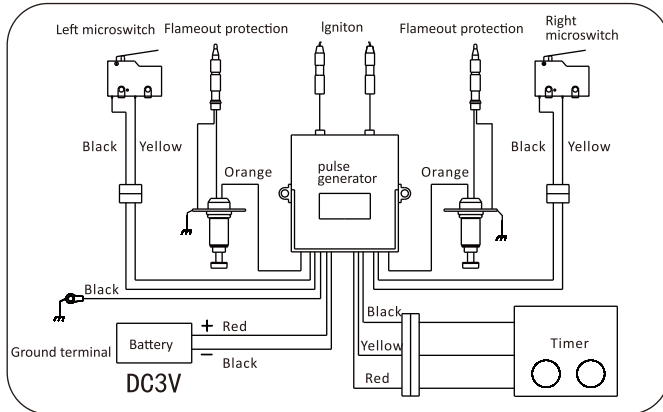 Left microswitch
Flameout protection
Igniton
Flameout protection
Right
microswitch
Black
Yellow
Orange
pulse
generator
Orange
Black
Yellow
Black
Ground terminal
Battery
+ Red
− Black
DC3V
Black
Yellow
Red
Timer